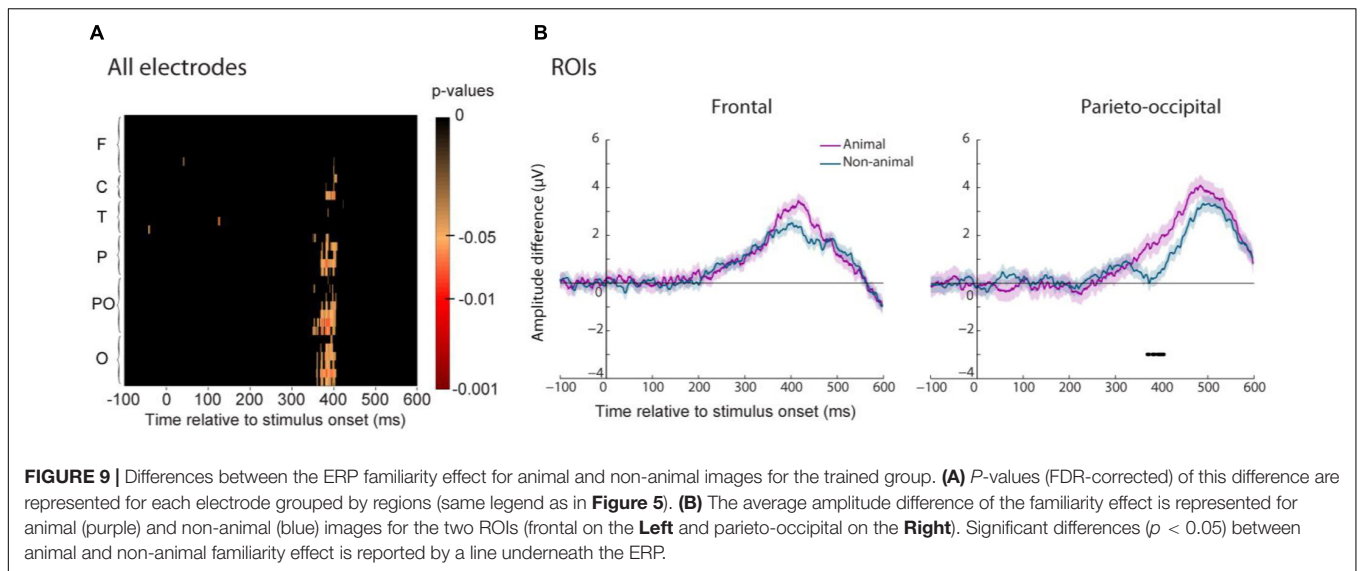 A
All electrodes
p-values
0
-0.05
-0.01
-0.001
F
C
T
P
PO
O
-100 0 100 200 300 400 500 600
Time relative to stimulus onset (ms)
B
ROIs
Frontal
Animal
Non-animal
Amplitude difference (µV)
6
4
2
0
−2
−4
−100 0 100 200 300 400 500 600
Time relative to stimulus onset (ms)
Parieto-occipital
6
4
2
0
−2
−4
−100 0 100 200 300 400 500 600
FIGURE 9 | Differences between the ERP familiarity effect for animal and non-animal images for the trained group. (A) P-values (FDR-corrected) of this difference are
represented for each electrode grouped by regions (same legend as in Figure 5). (B) The average amplitude difference of the familiarity effect is represented for
animal (purple) and non-animal (blue) images for the two ROIs (frontal on the Left and parieto-occipital on the Right). Significant differences (p < 0.05) between
animal and non-animal familiarity effect is reported by a line underneath the ERP.